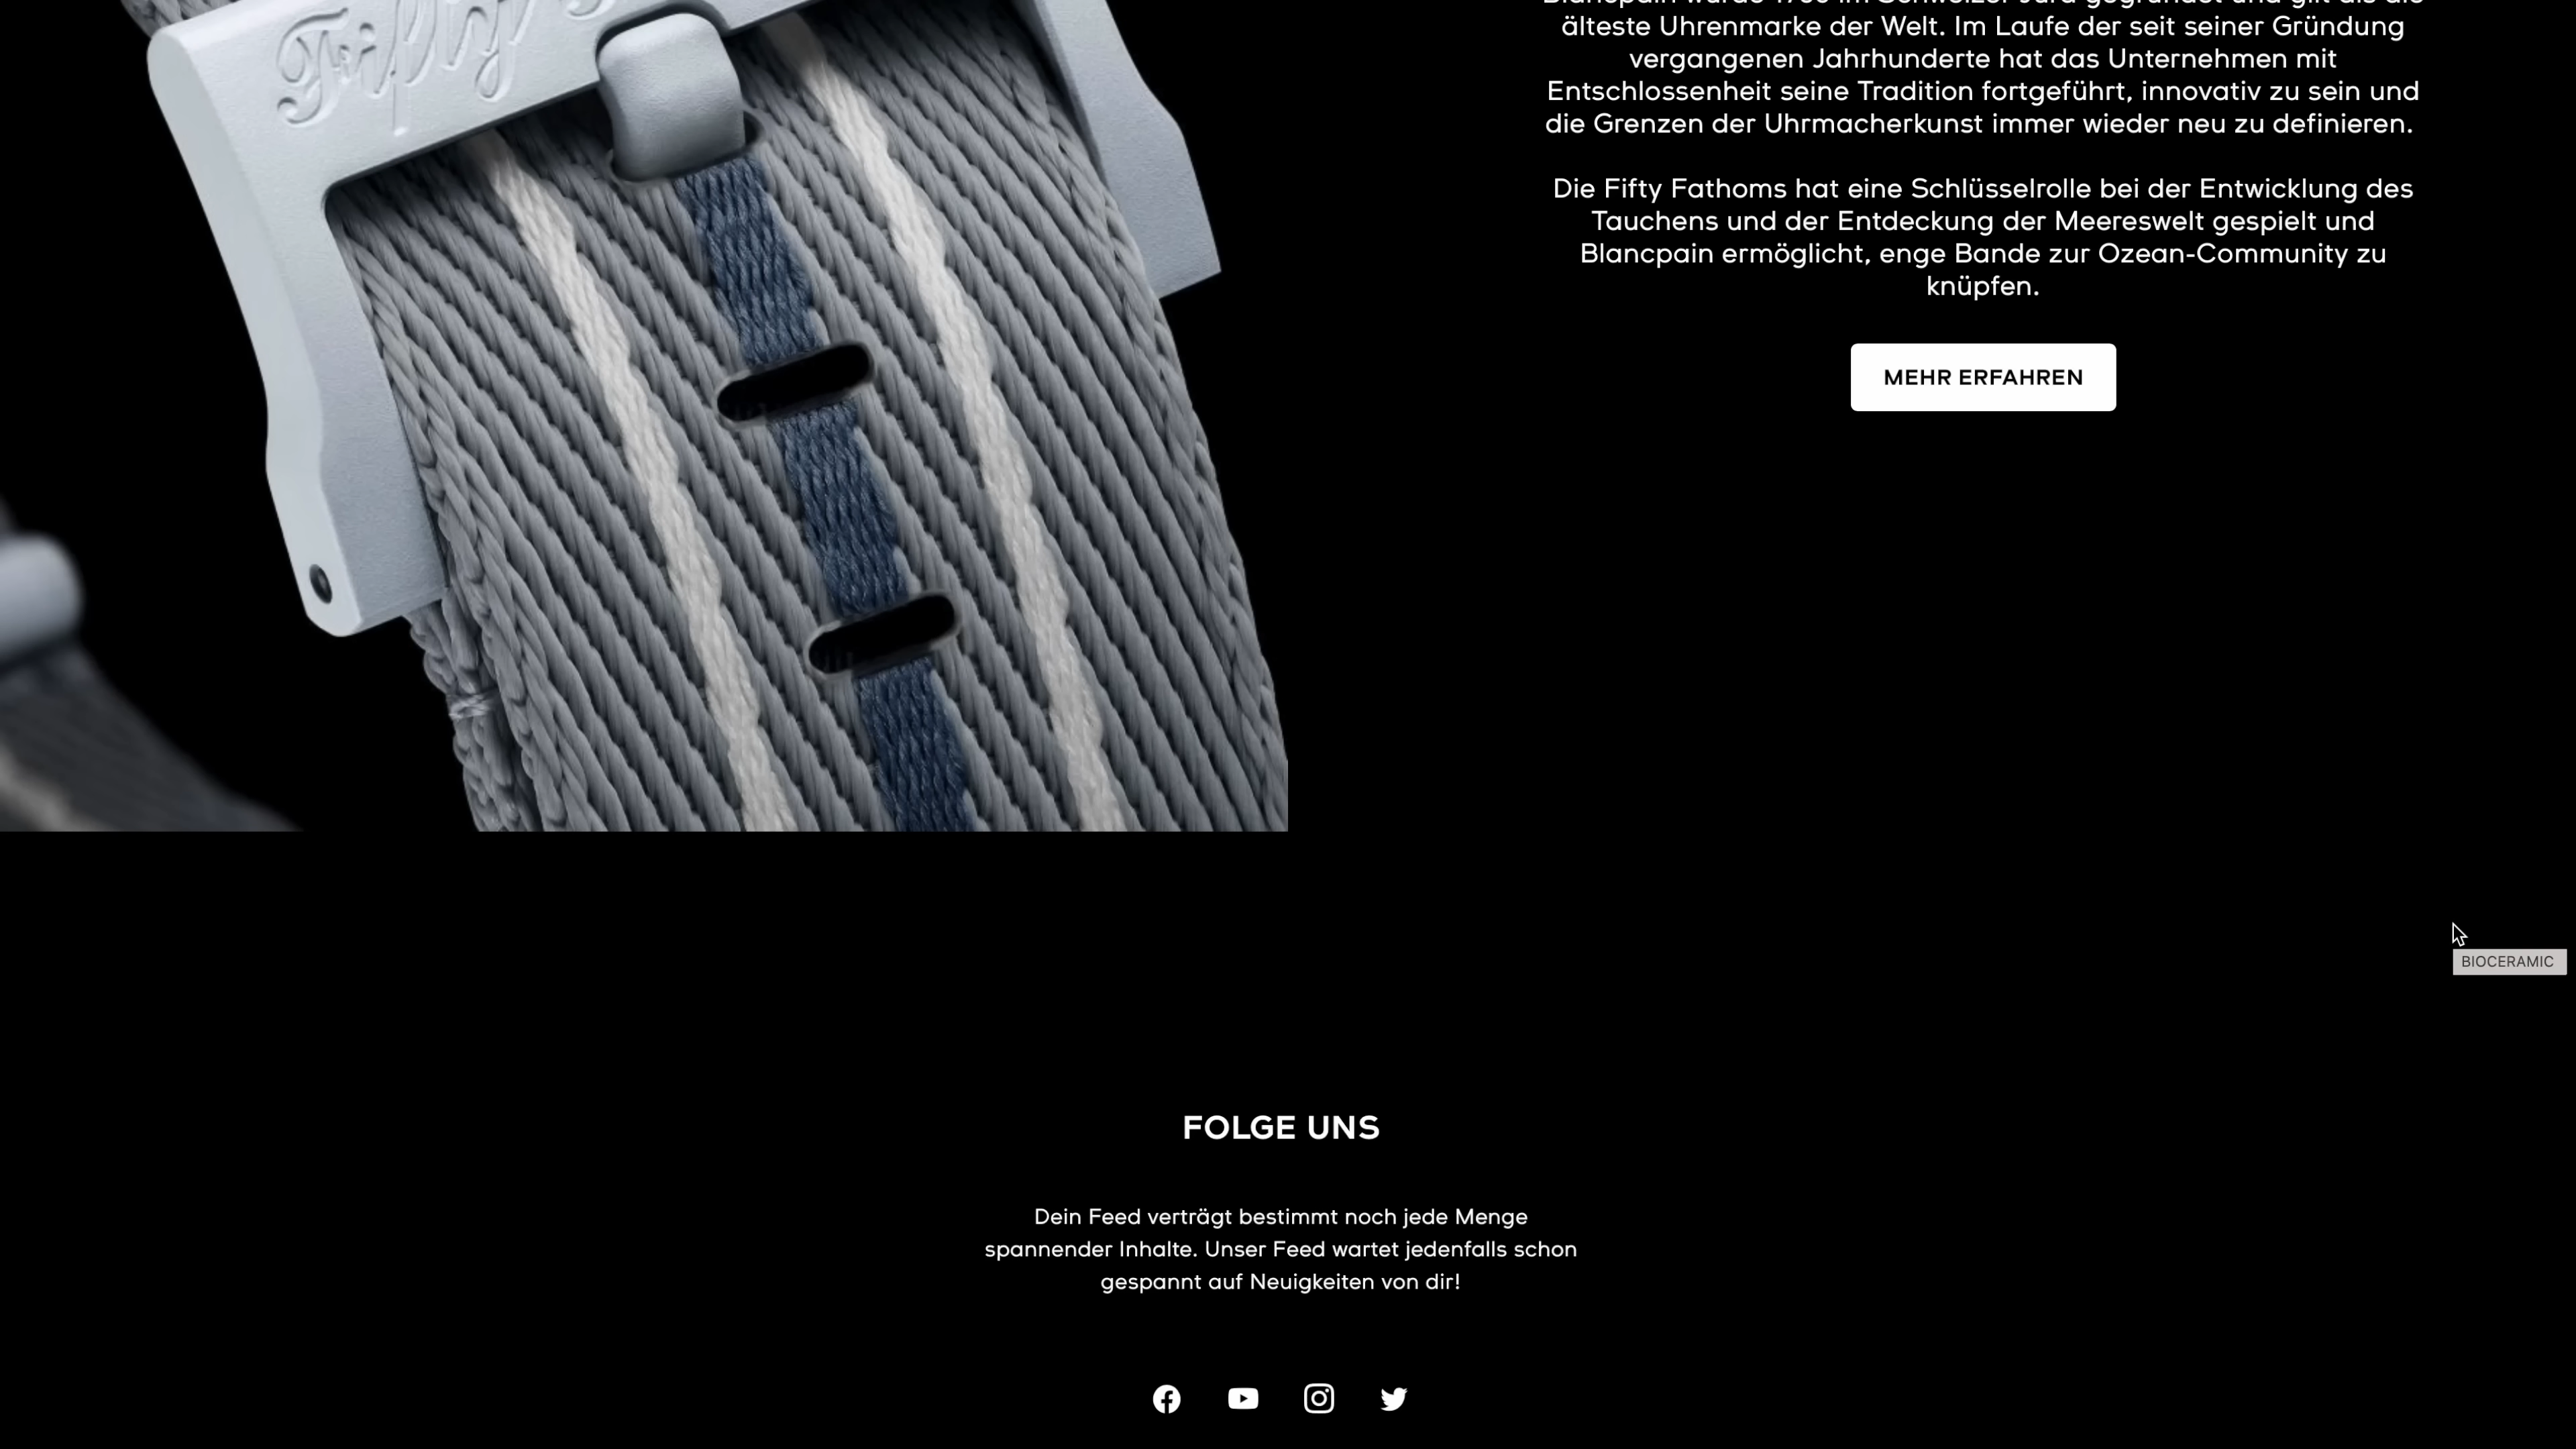 Fifty
älteste Uhrenmarke der Welt. Im Laufe der seit seiner Gründung
vergangenen Jahrhunderte hat das Unternehmen mit
Entschlossenheit seine Tradition fortgeführt, innovativ zu sein und
die Grenzen der Uhrmacherkunst immer wieder neu zu definieren.
Die Fifty Fathoms hat eine Schlüsselrolle bei der Entwicklung des
Tauchens und der Entdeckung der Meereswelt gespielt und
Blancpain ermöglicht, enge Bande zur Ozean-Community zu
knüpfen.
MEHR ERFAHREN
BIOCERAMIC
FOLGE UNS
Dein Feed verträgt bestimmt noch jede Menge
spannender Inhalte. Unser Feed wartet jedenfalls schon
gespannt auf Neuigkeiten von dir!